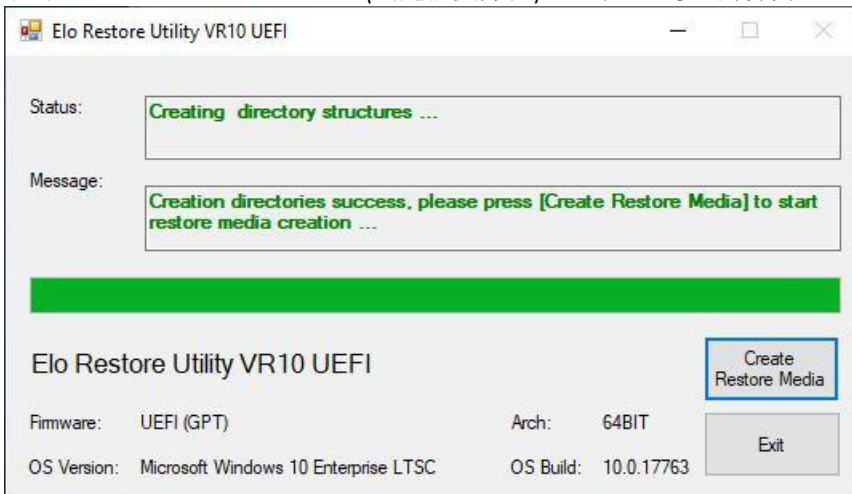 Elo Restore Utility VR10 UEFI
Status:
Creating directory structures ...
Message:
Creation directories success, please press [Create Restore Media] to start
restore media creation ...
Elo Restore Utility VR10 UEFI
Create
Restore Media
Firmware: UEFI (GPT) Arch: 64BIT
Exit
OS Version: Microsoft Windows 10 Enterprise LTSC OS Build: 10.0.17763